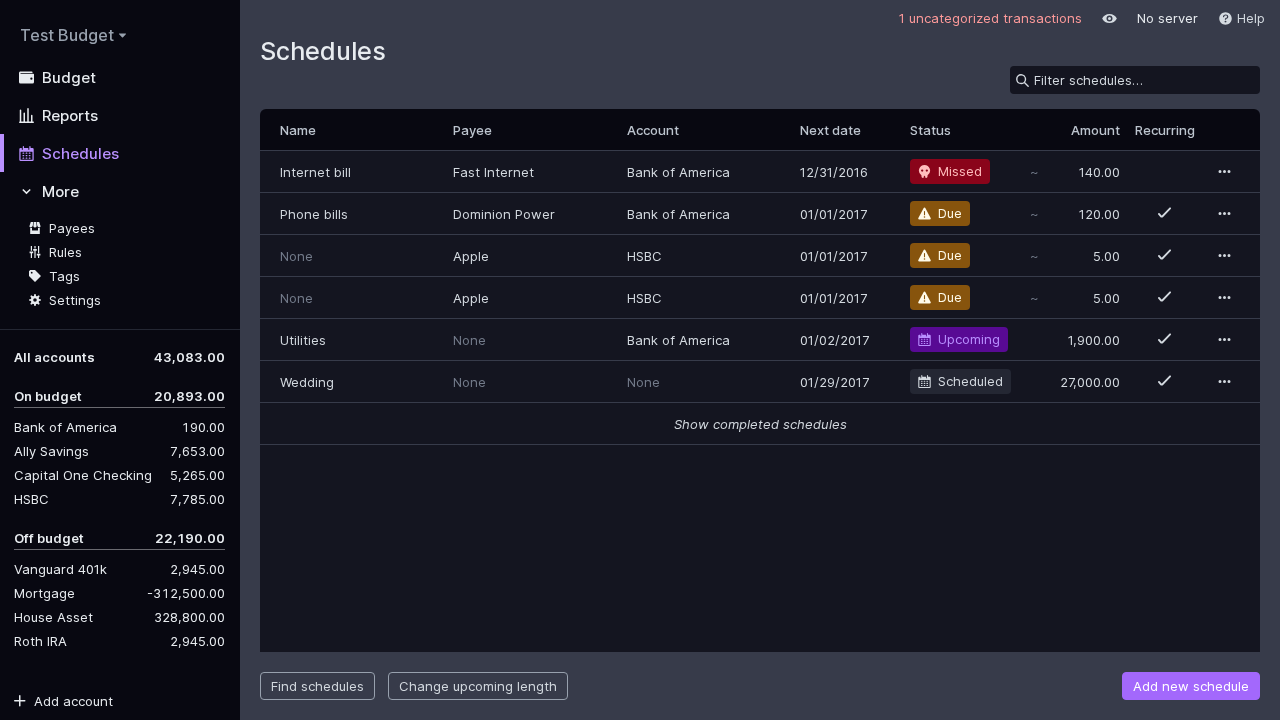 Test Budget
Budget
Reports
Schedules
More
Payees
Rules
Tags
Settings
All accounts 43,083.00
On budget 20,893.00
Bank of America 190.00
Ally Savings 7,653.00
Capital One Checking 5,265.00
HSBC 7,785.00
Off budget 22,190.00
Vanguard 401k 2,945.00
Mortgage -312,500.00
House Asset 328,800.00
Roth IRA 2,945.00
Add account
1 uncategorized transactions No server Help
Schedules
Filter schedules…
Name Payee Account Next date Status Amount Recurring
Internet bill Fast Internet Bank of America 12/31/2016 Missed ~ 140.00
Phone bills Dominion Power Bank of America 01/01/2017 Due ~ 120.00
None Apple HSBC 01/01/2017 Due ~ 5.00
None Apple HSBC 01/01/2017 Due ~ 5.00
Utilities None Bank of America 01/02/2017 Upcoming 1,900.00
Wedding None None 01/29/2017 Scheduled 27,000.00
Show completed schedules
Find schedules Change upcoming length Add new schedule